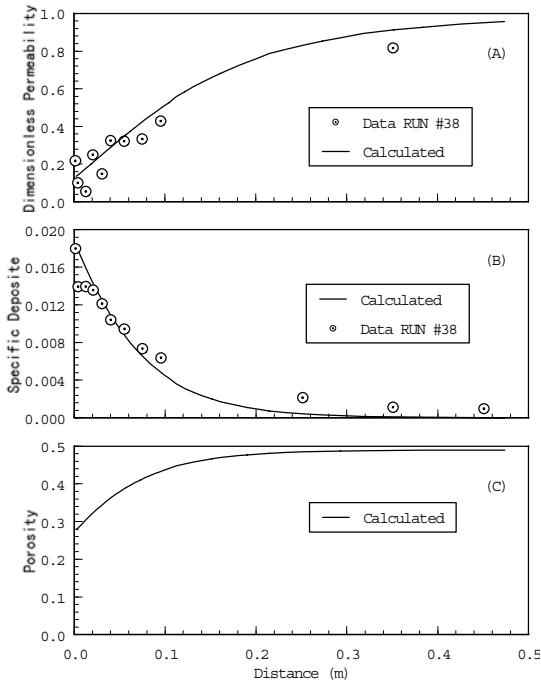 1.0
0.8
0.6
0.4
0.2
0.0
Dimensionless Permeability
(A)
Data RUN #38
Calculated
0.020
0.016
0.012
0.008
0.004
0.000
Specific Deposite
(B)
Calculated
Data RUN #38
0.5
0.4
0.3
0.2
0.1
0.0
Porosity
(C)
Calculated
0.0 0.1 0.2 0.3 0.4 0.5
Distance (m)